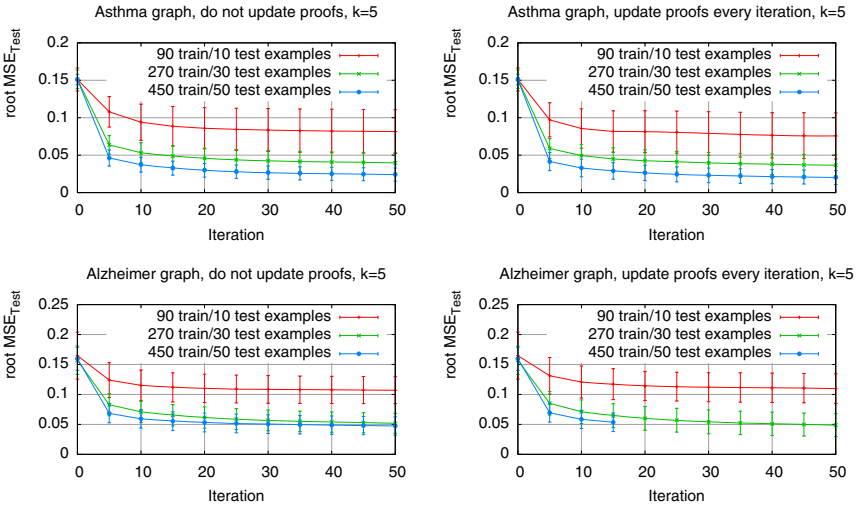 Asthma graph, do not update proofs, k=5
root MSE_Test
0.2
0.15
0.1
0.05
0
90 train/10 test examples
270 train/30 test examples
450 train/50 test examples
0 10 20 30 40 50
Iteration
Asthma graph, update proofs every iteration, k=5
root MSE_Test
0.2
0.15
0.1
0.05
0
90 train/10 test examples
270 train/30 test examples
450 train/50 test examples
0 10 20 30 40 50
Iteration
Alzheimer graph, do not update proofs, k=5
root MSE_Test
0.25
0.2
0.15
0.1
0.05
0
90 train/10 test examples
270 train/30 test examples
450 train/50 test examples
0 10 20 30 40 50
Iteration
Alzheimer graph, update proofs every iteration, k=5
root MSE_Test
0.25
0.2
0.15
0.1
0.05
0
90 train/10 test examples
270 train/30 test examples
450 train/50 test examples
0 10 20 30 40 50
Iteration